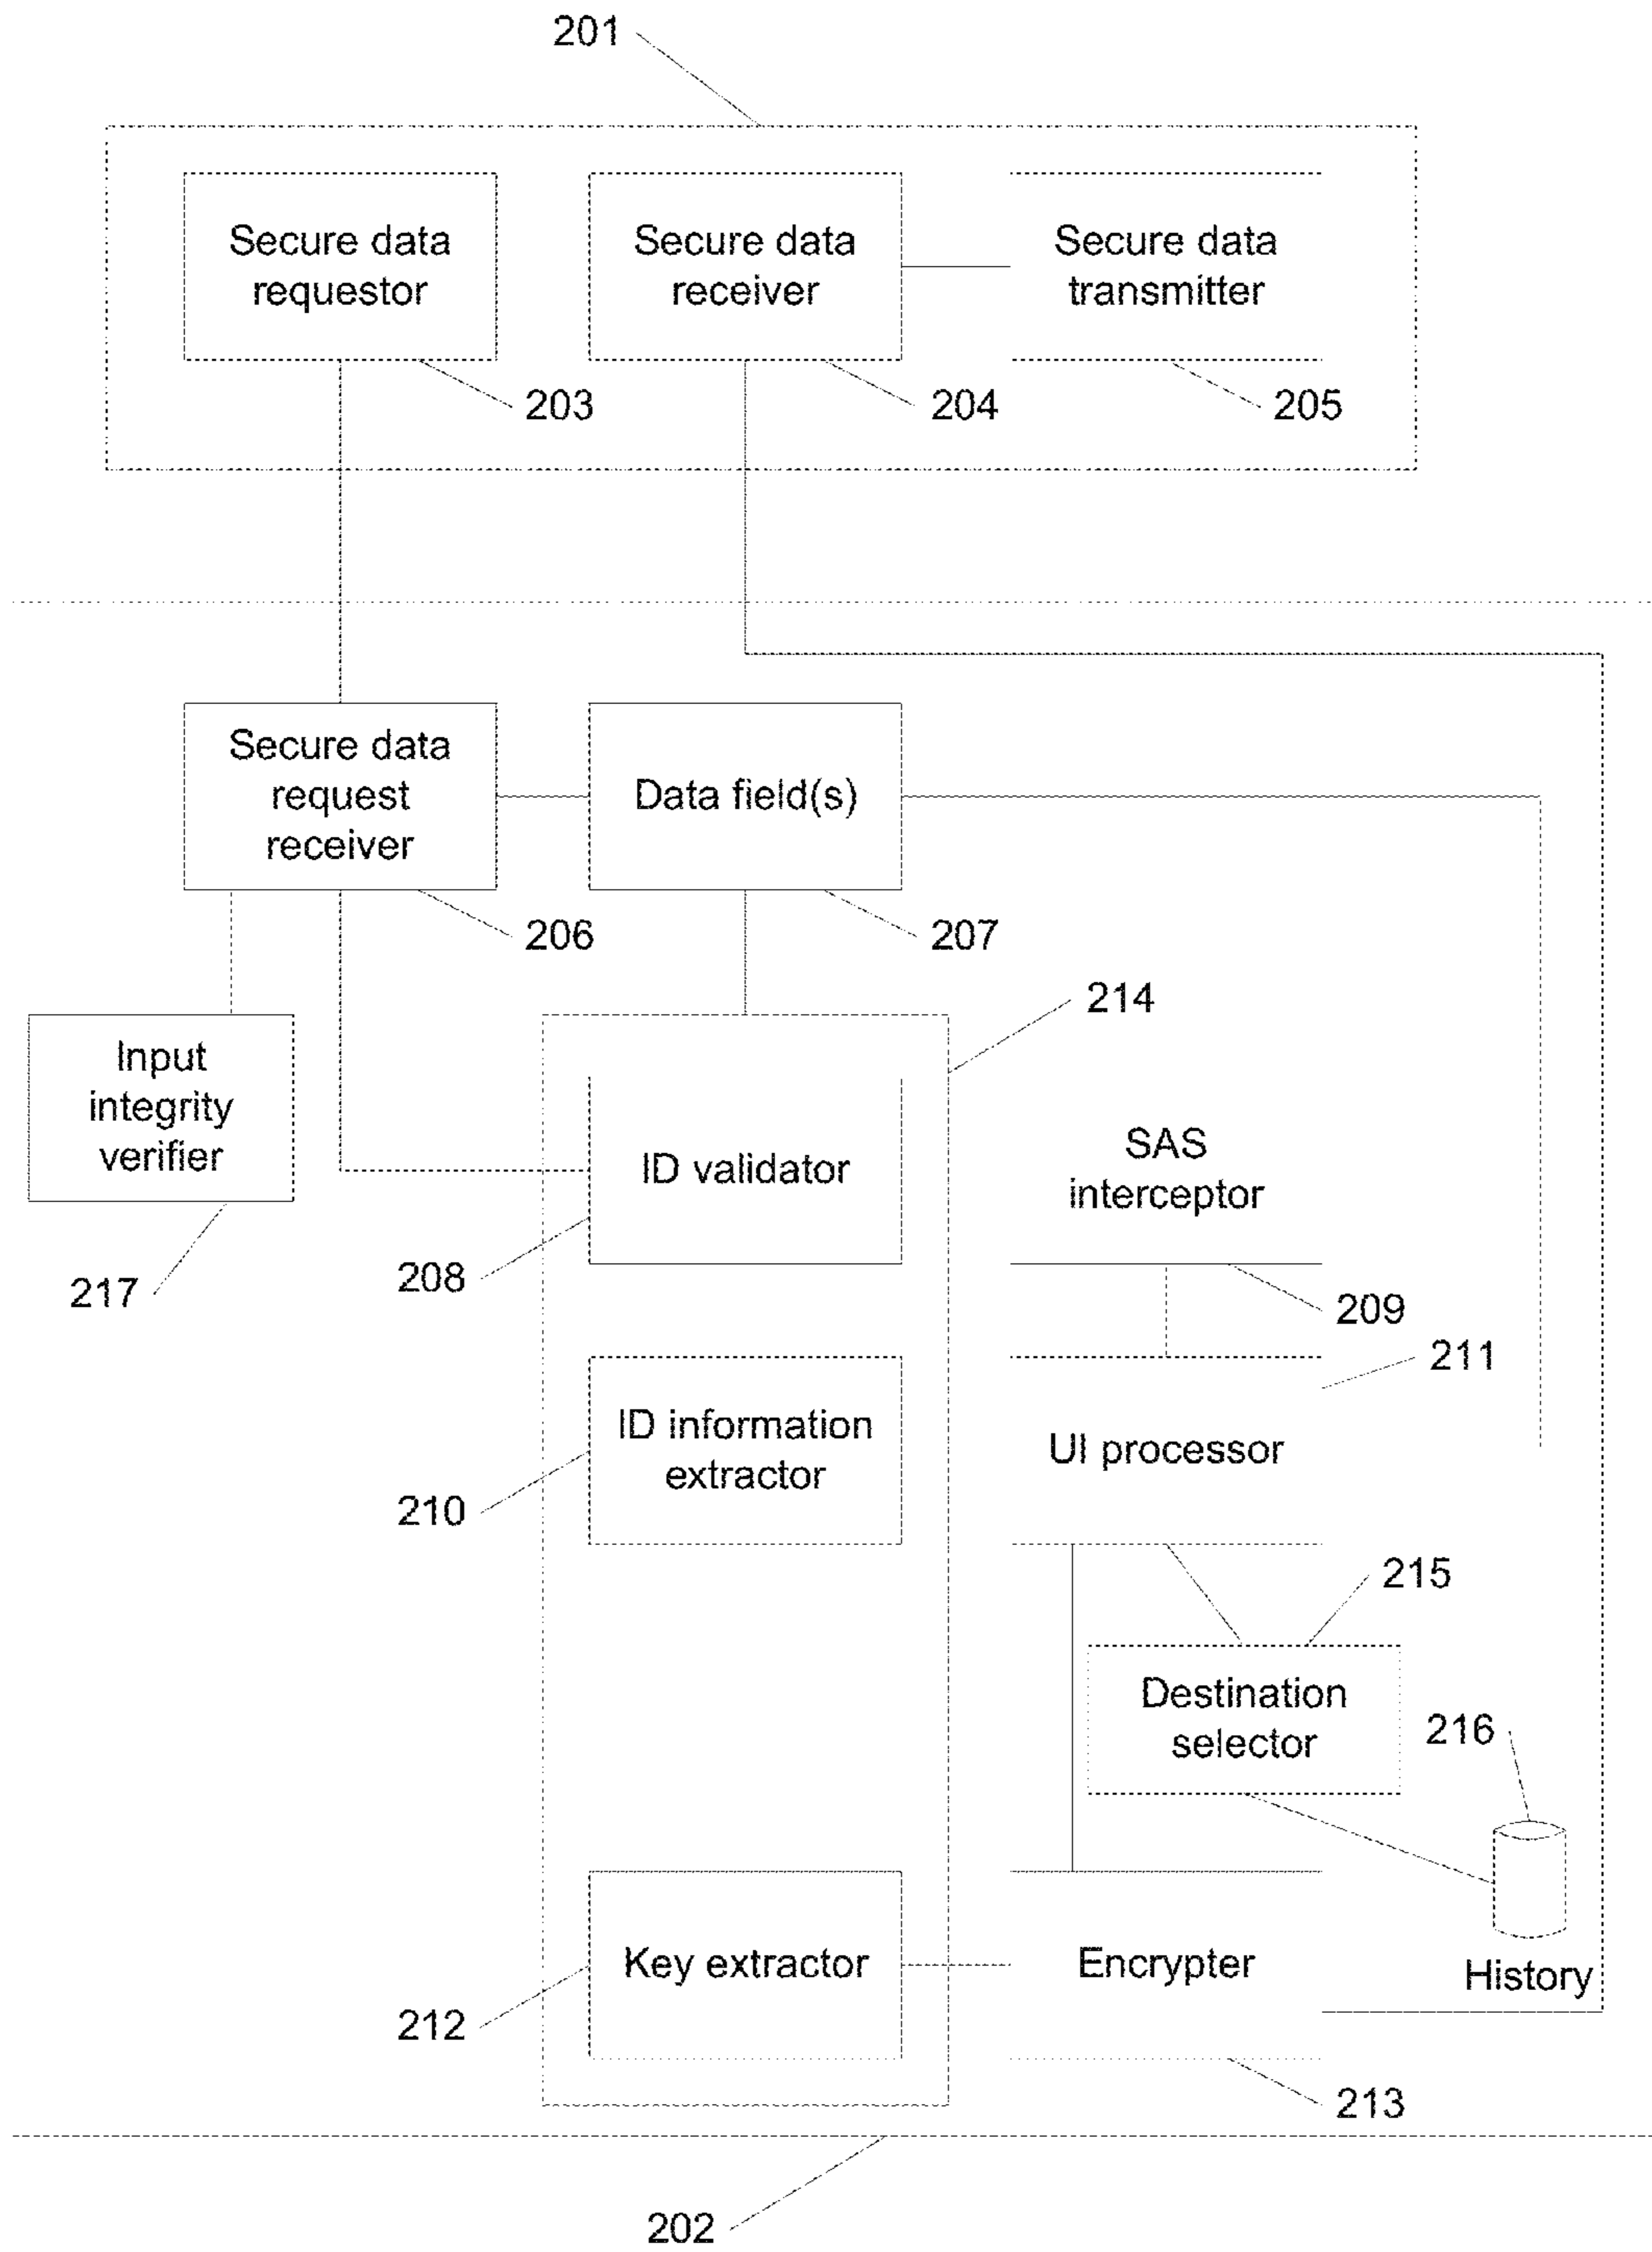 201
Secure data
requestor
Secure data
receiver
Secure data
transmitter
203
204
205
Secure data
request
receiver
Data field(s)
206
207
214
Input
integrity
verifier
ID validator
SAS
interceptor
217
208
209
211
ID information
extractor
UI processor
210
215
Destination
selector
216
Key extractor
Encrypter
History
212
213
202